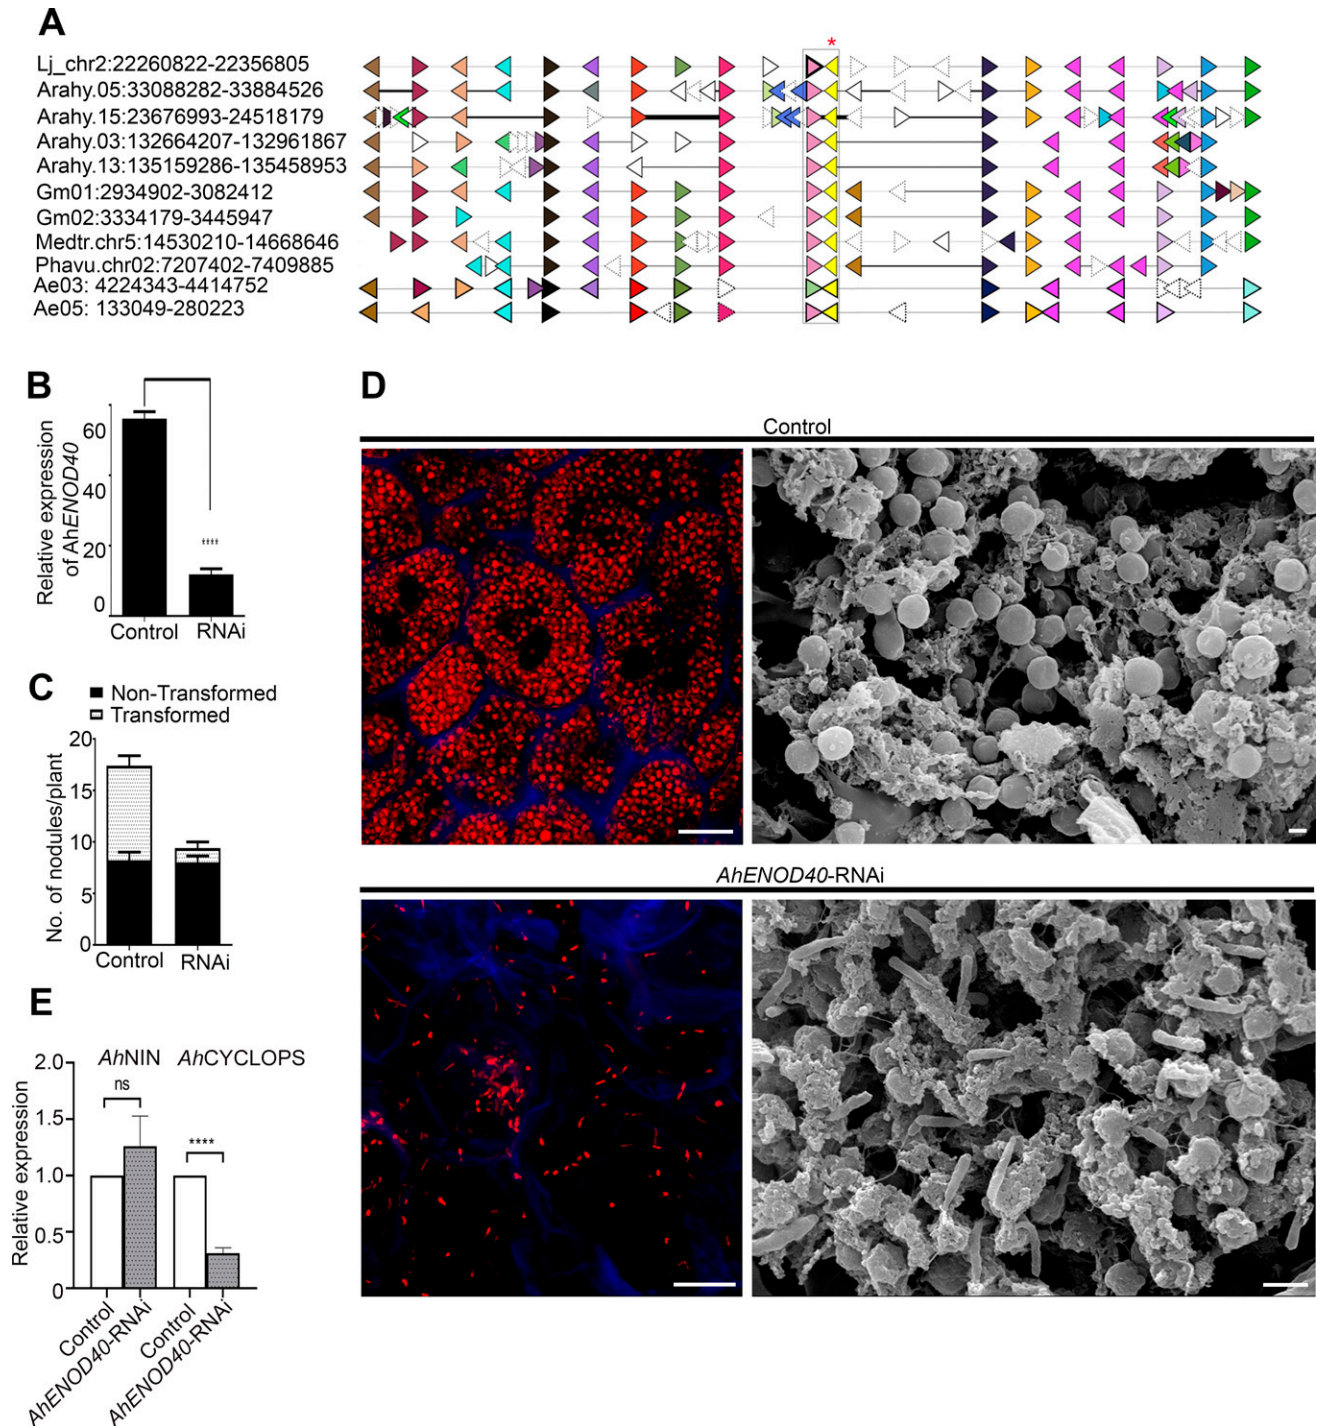 A
*
Lj_chr2:22260822-22356805
Arahy.05:33088282-33884526
Arahy.15:23676993-24518179
Arahy.03:132664207-132961867
Arahy.13:135159286-135458953
Gm01:2934902-3082412
Gm02:3334179-3445947
Medtr.chr5:14530210-14668646
Phavu.chr02:7207402-7409885
Ae03: 4224343-4414752
Ae05: 133049-280223
B
Relative expression
of AhENOD40
60
40
20
0
****
Control RNAi
C
Non-Transformed
Transformed
No. of nodules/plant
20
15
10
5
0
Control RNAi
D
Control
AhENOD40-RNAi
E
Relative expression
2.0
1.5
1.0
0.5
0
AhNIN AhCYCLOPS
ns
****
Control
AhENOD40-RNAi
Control
AhENOD40-RNAi